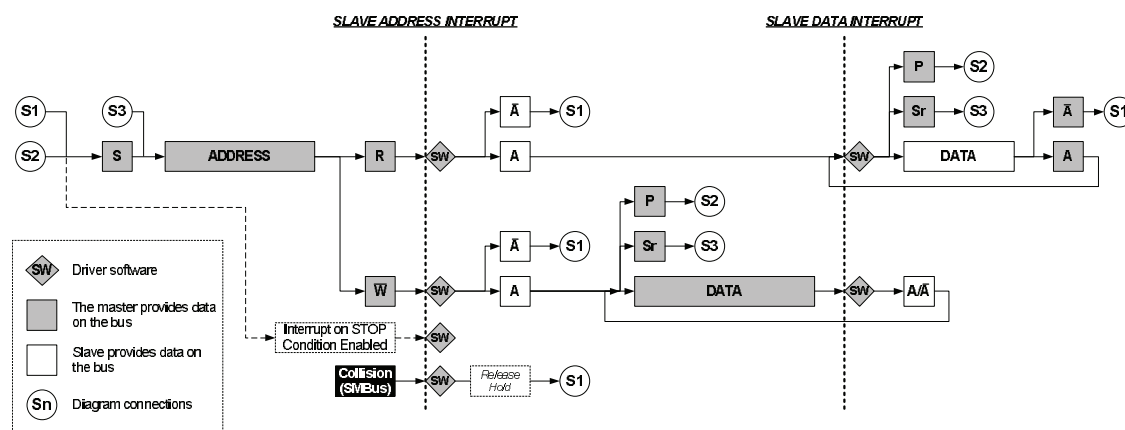 SLAVE ADDRESS INTERRUPT
SLAVE DATA INTERRUPT
P
S2
S1
S3
A̅
S1
Sr
S3
A̅
S1
S2
S
ADDRESS
R
SW
A
SW
DATA
A
P
S2
A̅
S1
Sr
S3
W̅
SW
A
DATA
SW
A/A̅
Interrupt on STOP
Condition Enabled
SW
Collision
(SMBus)
SW
Release
Hold
S1
SW
Driver software
The master provides data
on the bus
Slave provides data on
the bus
Sn
Diagram connections